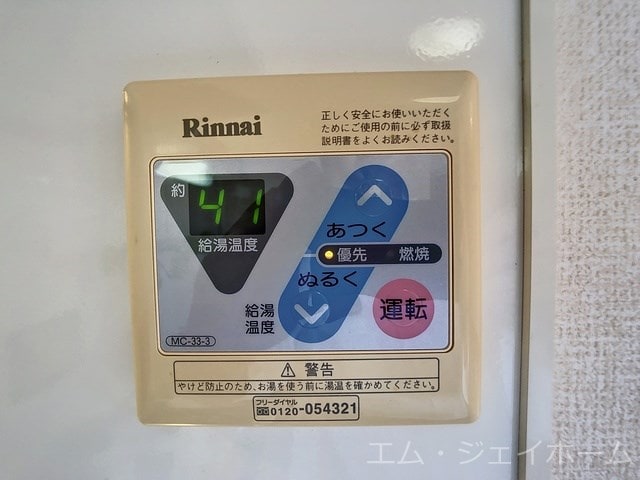 Rinnai
正しく安全にお使いいただく
ためにご使用の前に必ず取扱
説明書をよくお読みください。
約
41
給湯温度
あつく
優先 燃焼
ぬるく
給湯
温度
運転
MC-33-3
⚠ 警告
やけど防止のため、お湯を使う前に湯温を確かめてください。
フリーダイヤル
0120-054321
エム・ジェイホーム